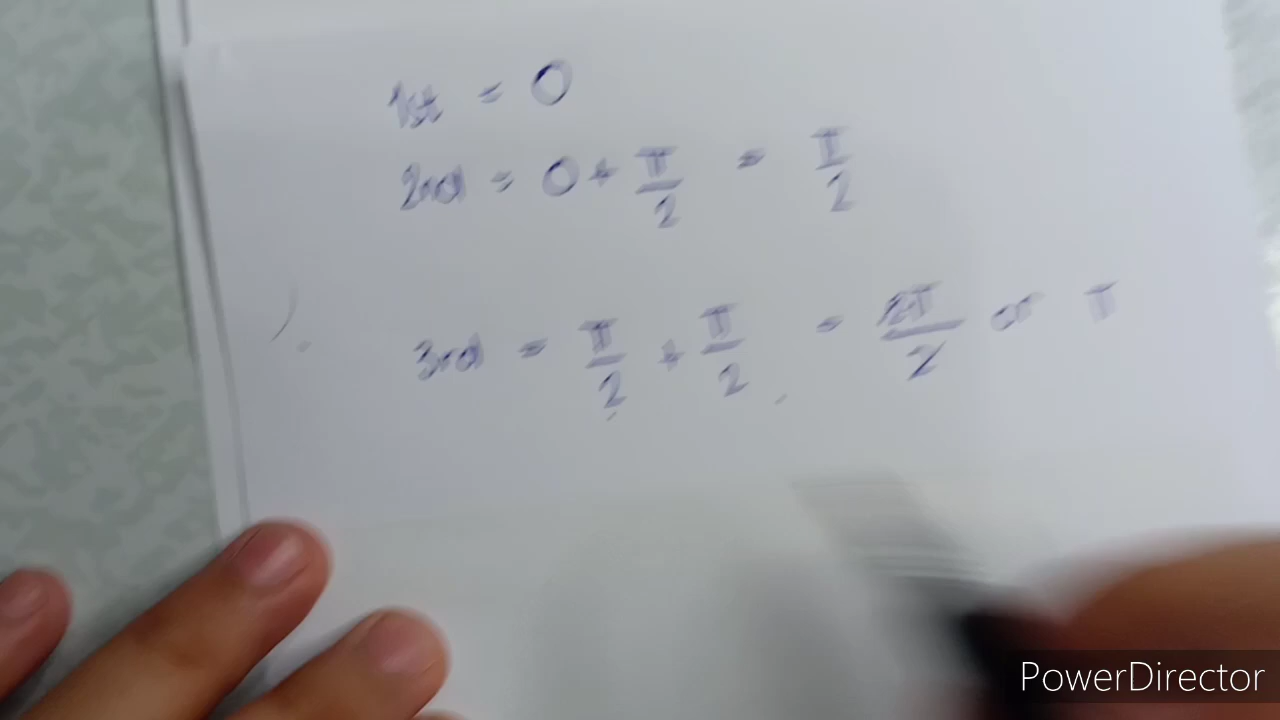 1st = 0
2nd = 0 + π/2 = π/2
3rd = π/2 + π/2 = 2π/2 or π
PowerDirector